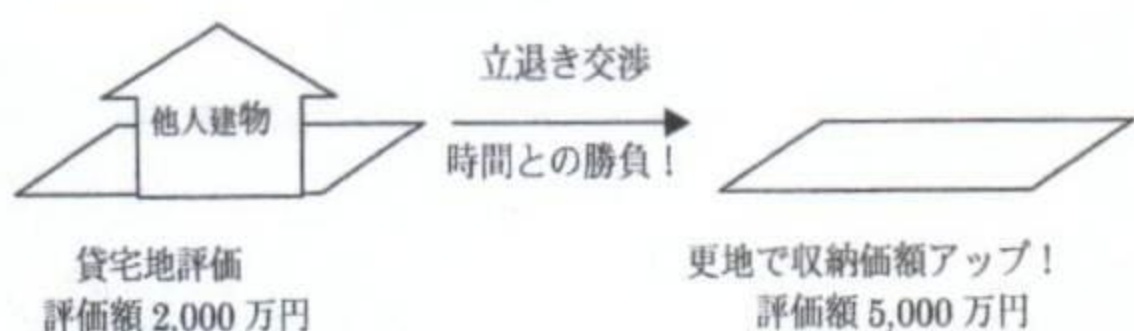 他人建物
立退き交渉
時間との勝負！
貸宅地評価
評価額 2,000 万円
更地で収納価額アップ！
評価額 5,000 万円